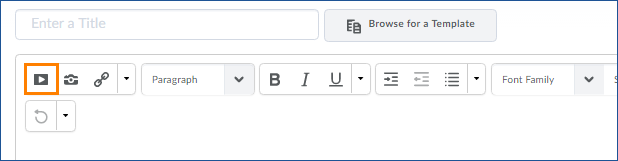 Enter a Title
Browse for a Template
Paragraph
B I U
Font Family
S